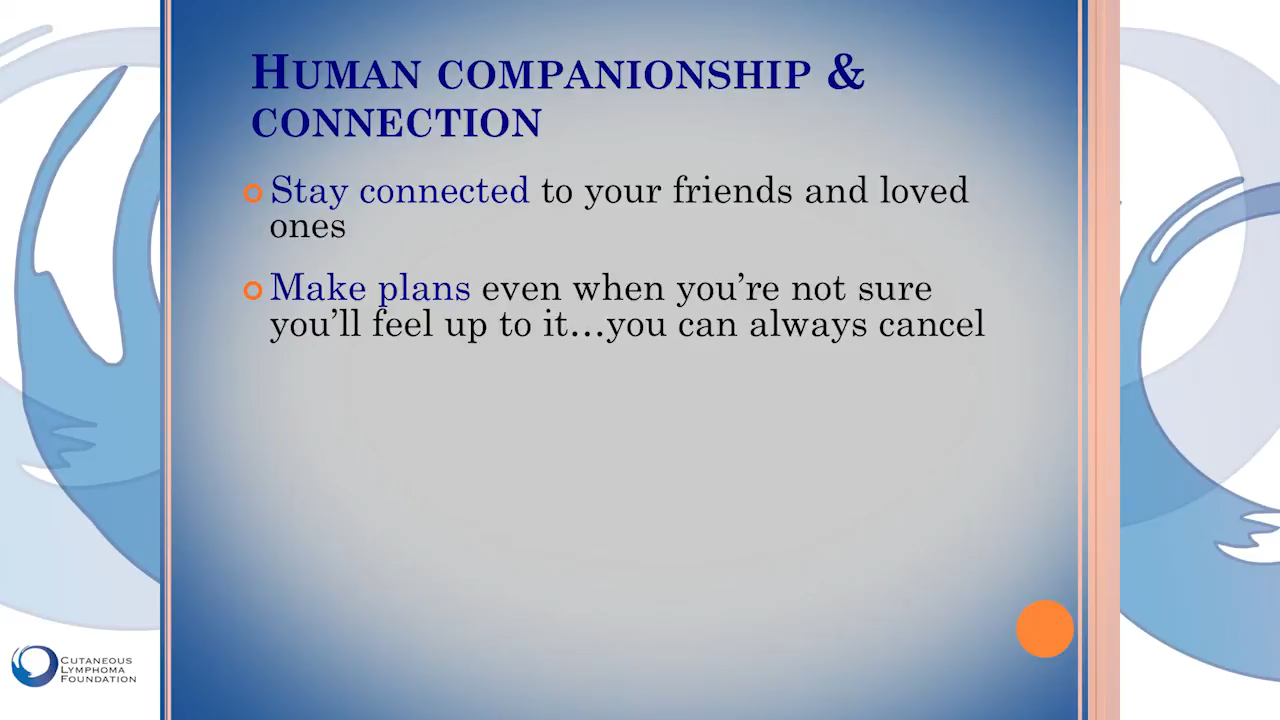 HUMAN COMPANIONSHIP &
CONNECTION
Stay connected to your friends and loved
ones
Make plans even when you’re not sure
you’ll feel up to it…you can always cancel
CUTANEOUS
LYMPHOMA
FOUNDATION